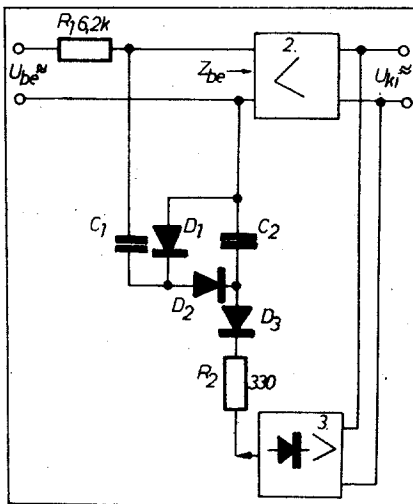 R1 6,2k
2.
Ube≈
Zbe
Uki≈
C1
D1
C2
D2
D3
R2
330
3.